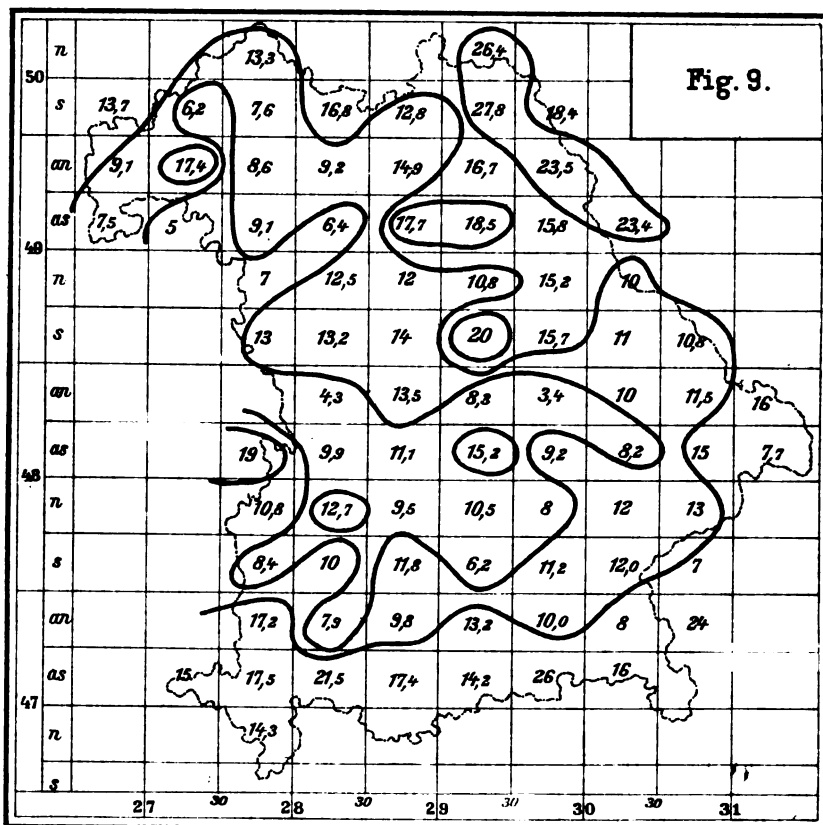 n 13,3 26,4 Fig. 9.
50
s 13,7 6,2 7,6 16,8 12,8 27,8 18,4
an 9,1 17,4 8,6 9,2 14,9 16,7 23,5
as 7,5 5 9,1 6,4 17,7 18,5 15,8 23,4
49
n 7 12,5 12 10,8 15,2 10
s 13 13,2 14 20 15,7 11 10,8
an 4,3 13,5 8,8 3,4 10 11,5 16
as 19 9,9 11,1 15,2 9,2 8,2 15 7,7
48
n 10,8 12,7 9,5 10,5 8 12 13
s 8,4 10 11,8 6,2 11,2 12,0 7
an 17,2 7,9 9,8 13,2 10,0 8 24
as 15 17,5 21,5 17,4 14,2 26 16
47
n 14,3
s
27 30 28 30 29 30 30 30 31